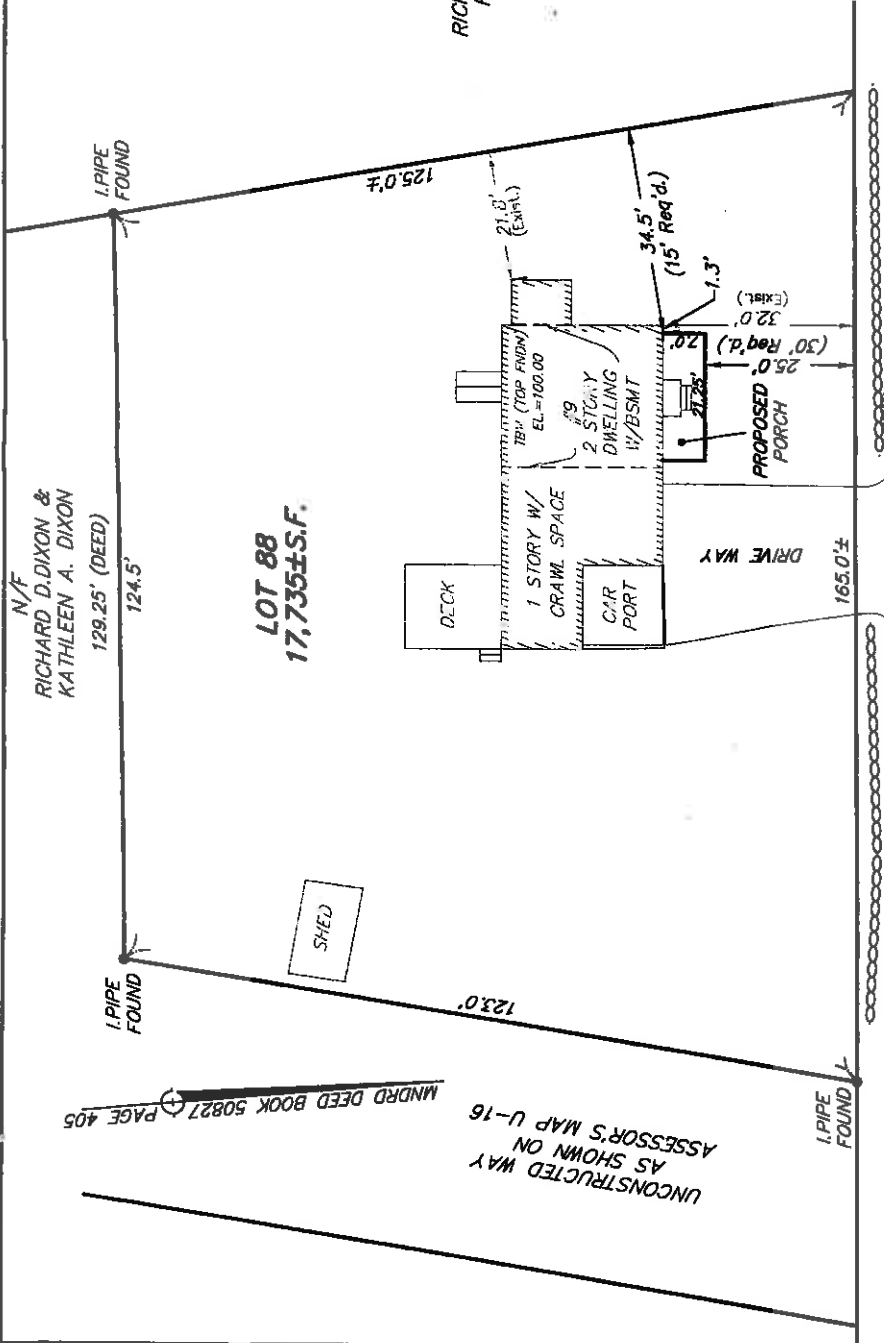 N/F
RICHARD D.DIXON &
KATHLEEN A. DIXON
129.25' (DEED)
124.5'
I.PIPE
FOUND
I.PIPE
FOUND
125.0'±
LOT 88
17,735±S.F.
SHED
DECK
1 STORY W/
CRAWL SPACE
CAR
PORT
TBM (TOP FNDN)
EL.=100.00
#9
2 STORY
DWELLING
W/BSMT
21.0'
(Exist.)
34.5'
(15' Req'd.)
1.3'
7.0'
21.25'
32.0'
(Exist.)
25.0'
(30' Req'd.)
PROPOSED
PORCH
DRIVE WAY
165.0'±
123.0'
MNDRD DEED BOOK 50827 PAGE 405
UNCONSTRUCTED WAY
AS SHOWN ON
ASSESSOR'S MAP U-16
I.PIPE
FOUND